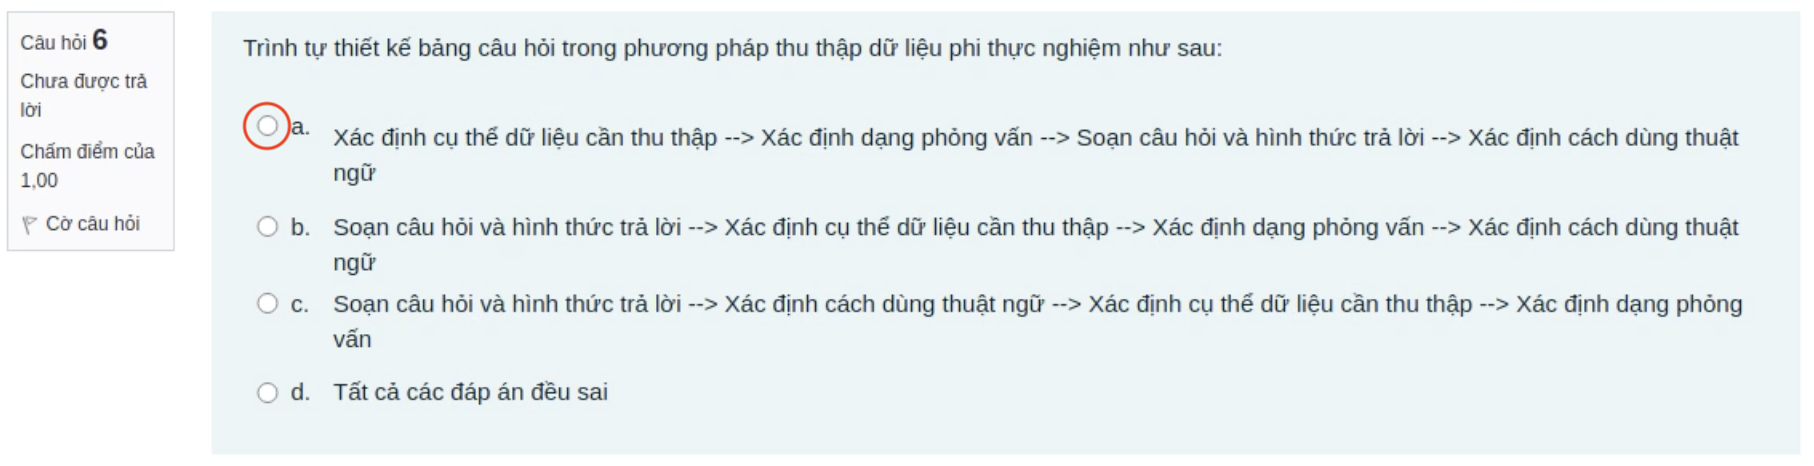 Câu hỏi 6
Chưa được trả
lời
Chấm điểm của
1,00
Cờ câu hỏi
Trình tự thiết kế bảng câu hỏi trong phương pháp thu thập dữ liệu phi thực nghiệm như sau:
a. Xác định cụ thể dữ liệu cần thu thập --> Xác định dạng phỏng vấn --> Soạn câu hỏi và hình thức trả lời --> Xác định cách dùng thuật
ngữ
b. Soạn câu hỏi và hình thức trả lời --> Xác định cụ thể dữ liệu cần thu thập --> Xác định dạng phỏng vấn --> Xác định cách dùng thuật
ngữ
c. Soạn câu hỏi và hình thức trả lời --> Xác định cách dùng thuật ngữ --> Xác định cụ thể dữ liệu cần thu thập --> Xác định dạng phỏng
vấn
d. Tất cả các đáp án đều sai